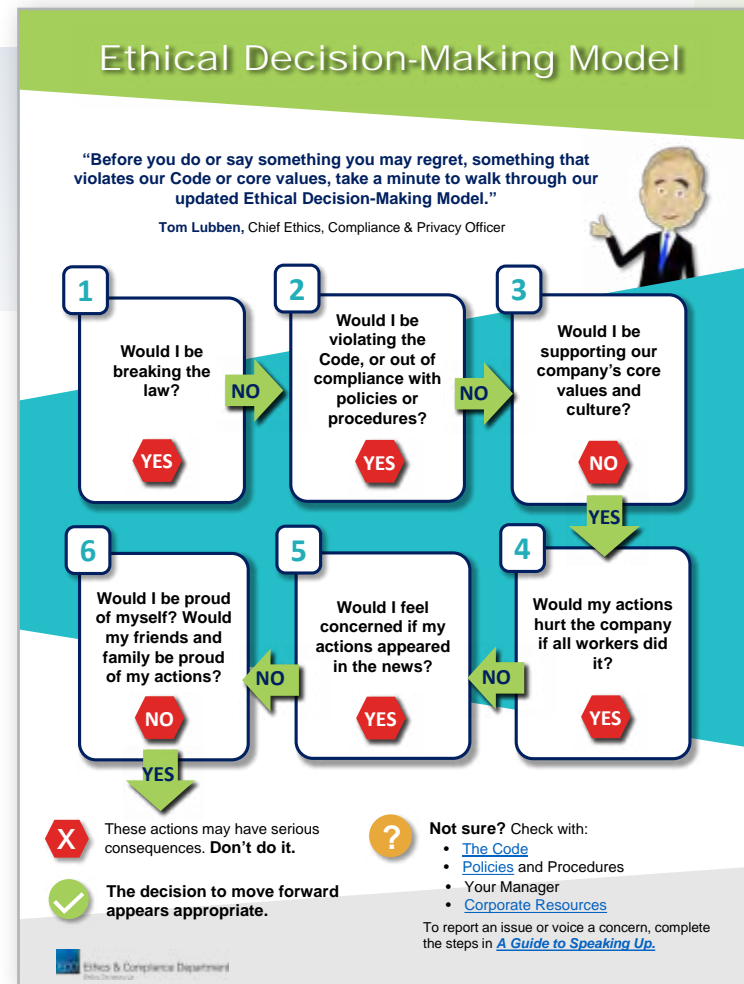 Ethical Decision-Making Model
“Before you do or say something you may regret, something that
violates our Code or core values, take a minute to walk through our
updated Ethical Decision-Making Model.”
Tom Lubben, Chief Ethics, Compliance & Privacy Officer
1
Would I be
breaking the
law?
YES
NO
2
Would I be
violating the
Code, or out of
compliance with
policies or
procedures?
YES
NO
3
Would I be
supporting our
company’s core
values and
culture?
NO
YES
4
Would my actions
hurt the company
if all workers did
it?
YES
NO
5
Would I feel
concerned if my
actions appeared
in the news?
YES
NO
6
Would I be proud
of myself? Would
my friends and
family be proud
of my actions?
NO
YES
X
These actions may have serious
consequences. Don’t do it.
The decision to move forward
appears appropriate.
?
Not sure? Check with:
• The Code
• Policies and Procedures
• Your Manager
• Corporate Resources
To report an issue or voice a concern, complete
the steps in A Guide to Speaking Up.
Ethics & Compliance Department